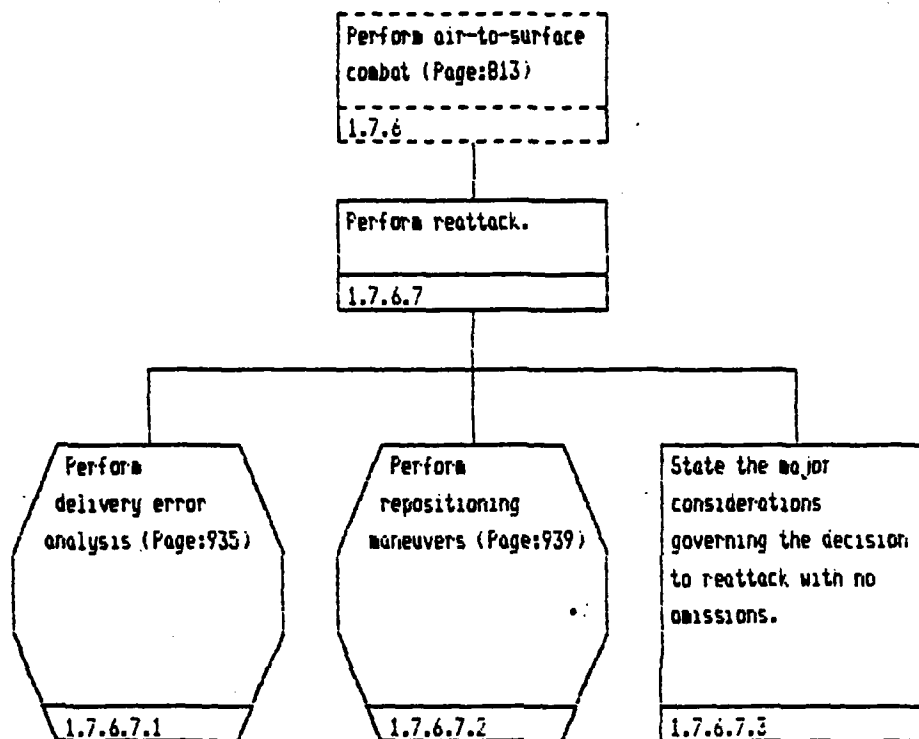 Perform air-to-surface
combat (Page:813)
1.7.6
Perform reattack.
1.7.6.7
Perform
delivery error
analysis (Page:935)
1.7.6.7.1
Perform
repositioning
maneuvers (Page:939)
1.7.6.7.2
State the major
considerations
governing the decision
to reattack with no
omissions.
1.7.6.7.3